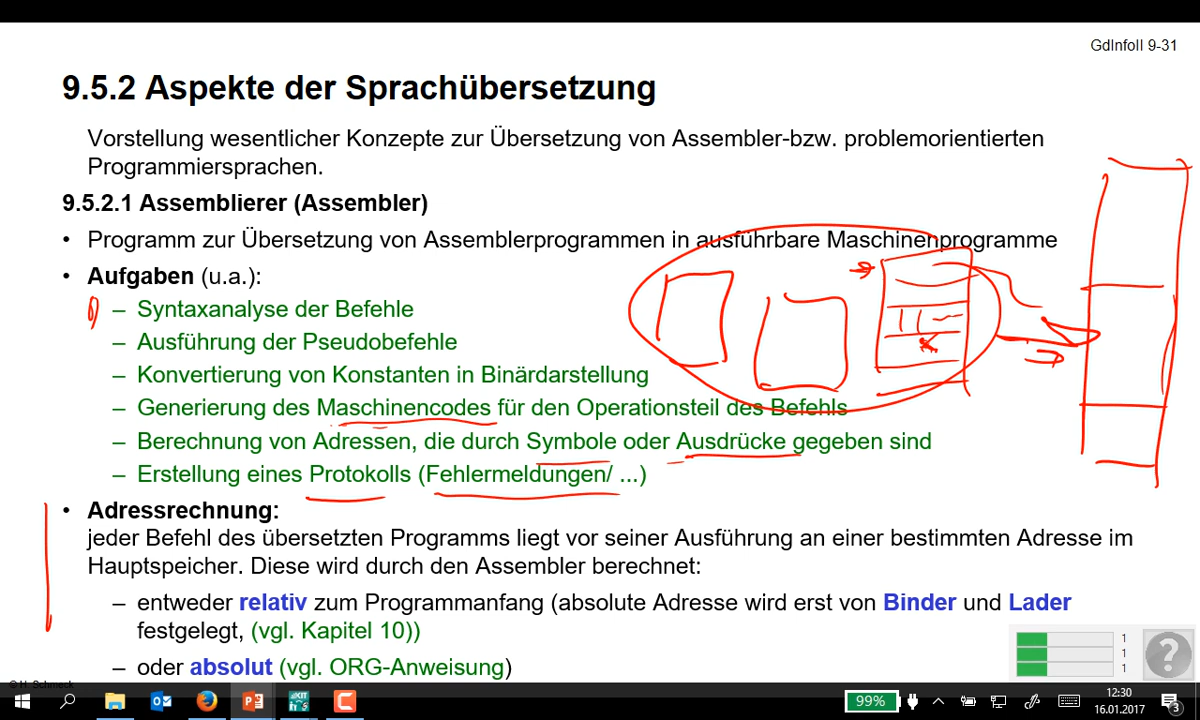 GdInfoII 9-31
9.5.2 Aspekte der Sprachübersetzung
Vorstellung wesentlicher Konzepte zur Übersetzung von Assembler-bzw. problemorientierten
Programmiersprachen.
9.5.2.1 Assemblierer (Assembler)
• Programm zur Übersetzung von Assemblerprogrammen in ausführbare Maschinenprogramme
• Aufgaben (u.a.):
– Syntaxanalyse der Befehle
– Ausführung der Pseudobefehle
– Konvertierung von Konstanten in Binärdarstellung
– Generierung des Maschinencodes für den Operationsteil des Befehls
– Berechnung von Adressen, die durch Symbole oder Ausdrücke gegeben sind
– Erstellung eines Protokolls (Fehlermeldungen/ ...)
• Adressrechnung:
jeder Befehl des übersetzten Programms liegt vor seiner Ausführung an einer bestimmten Adresse im
Hauptspeicher. Diese wird durch den Assembler berechnet:
– entweder relativ zum Programmanfang (absolute Adresse wird erst von Binder und Lader
festgelegt, (vgl. Kapitel 10))
– oder absolut (vgl. ORG-Anweisung)
1
1
1
?
© H. Schmeck
99%
12:30
16.01.2017
3